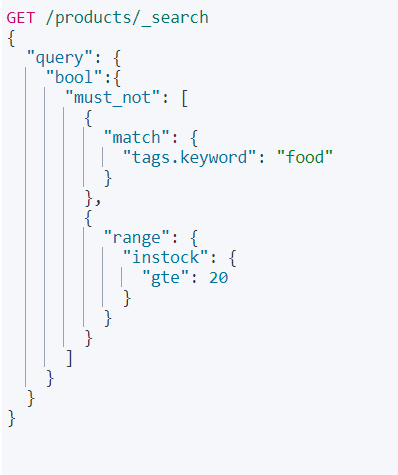 GET /products/_search
{
  "query": {
    "bool":{
      "must_not": [
        {
          "match": {
            "tags.keyword": "food"
          }
        },
        {
          "range": {
            "instock": {
              "gte": 20
            }
          }
        }
      ]
    }
  }
}